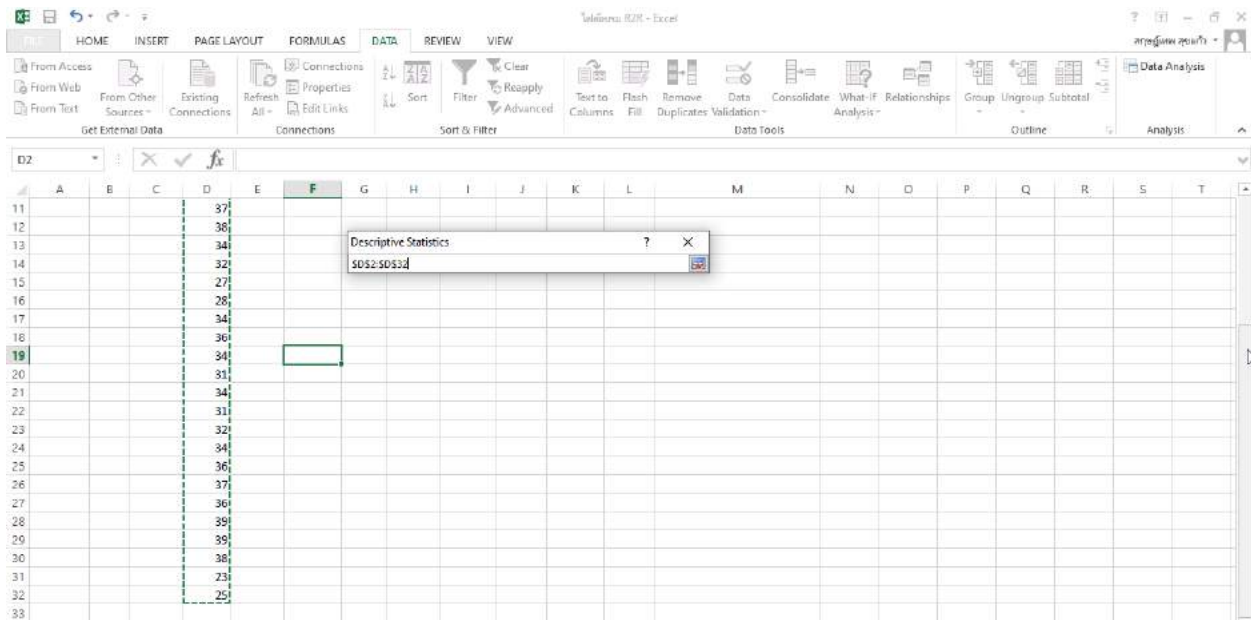 R2R - Excel
FILE HOME INSERT PAGE LAYOUT FORMULAS DATA REVIEW VIEW
From Access
From Web
From Text
From Other Sources
Existing Connections
Get External Data
Refresh All
Connections
Properties
Edit Links
Connections
Sort
Filter
Clear
Reapply
Advanced
Sort & Filter
Text to Columns
Flash Fill
Remove Duplicates
Data Validation
Consolidate
What-If Analysis
Relationships
Data Tools
Group
Ungroup
Subtotal
Outline
Data Analysis
Analysis
D2
fx
A B C D E F G H I J K L M N O P Q R S T
11 37
12 38
13 34
Descriptive Statistics ? ×
14 32
$D$2:$D$32
15 27
16 28
17 34
18 36
19 34
20 31
21 34
22 31
23 32
24 34
25 36
26 37
27 36
28 39
29 39
30 38
31 23
32 25
33